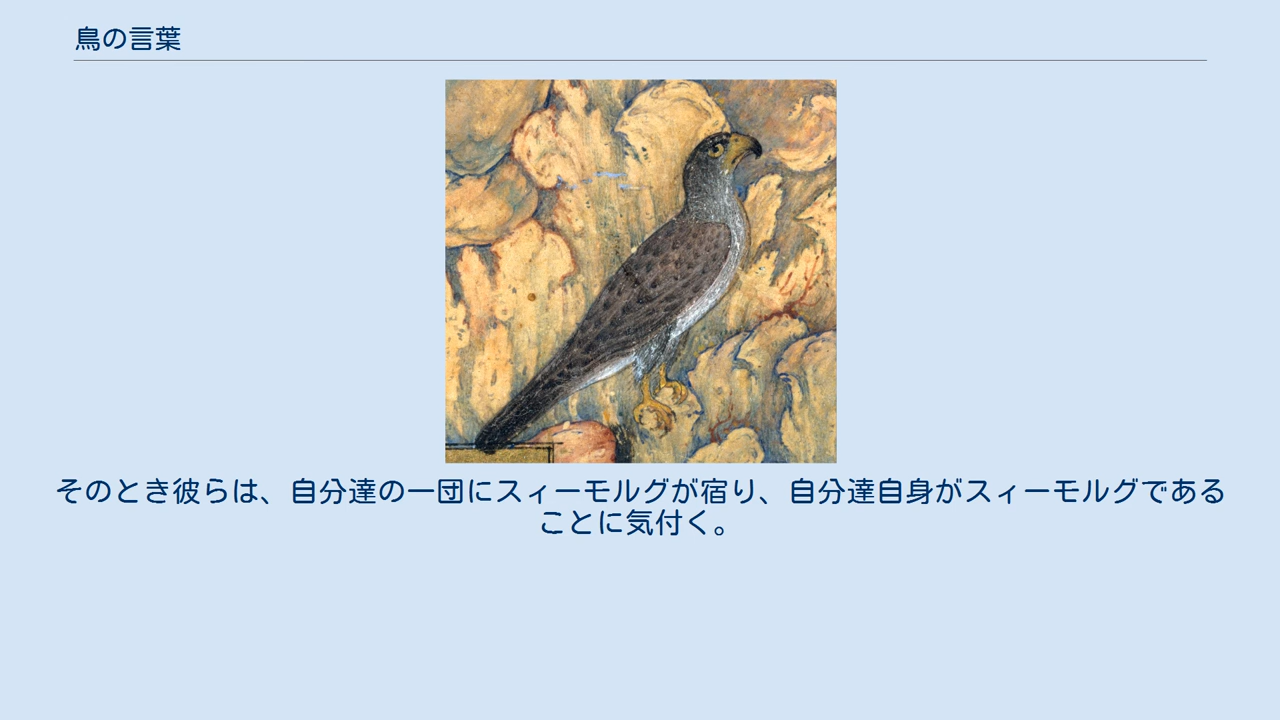 鳥の言葉
そのとき彼らは、自分達の一団にスィーモルグが宿り、自分達自身がスィーモルグである
ことに気付く。